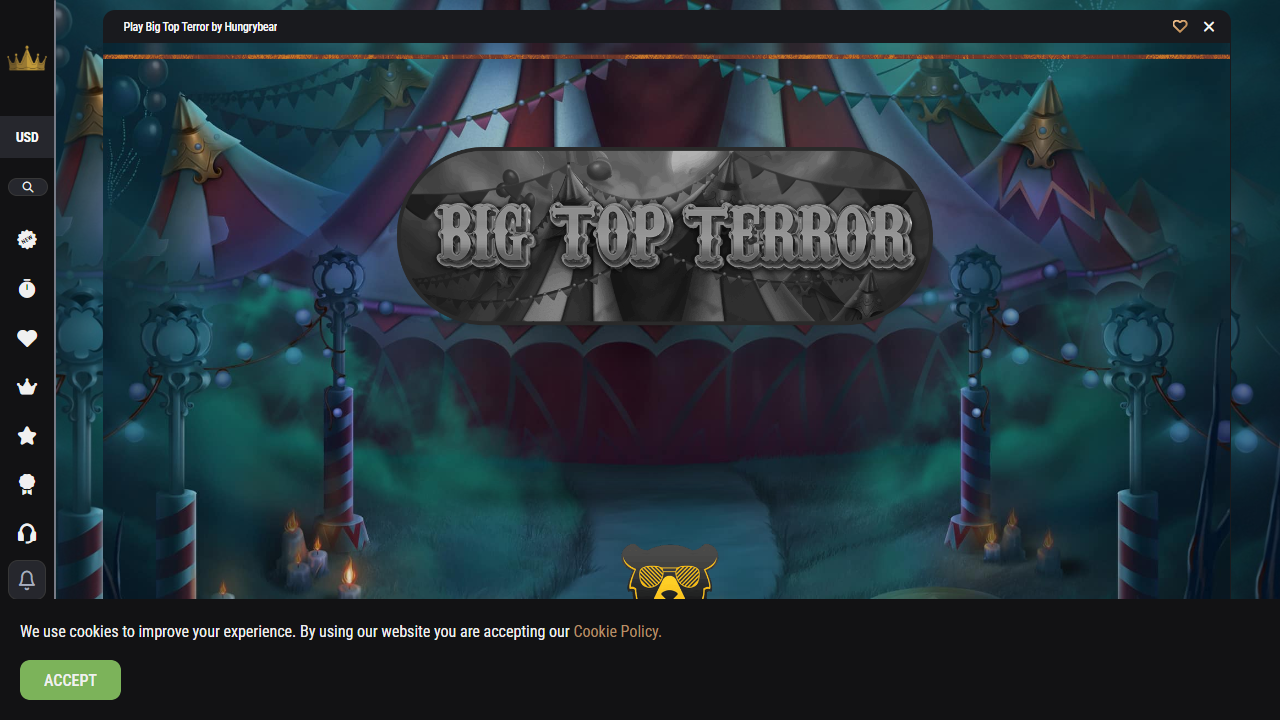 Play Big Top Terror by Hungrybear
USD
NEW
BIG TOP TERROR
We use cookies to improve your experience. By using our website you are accepting our Cookie Policy.
ACCEPT